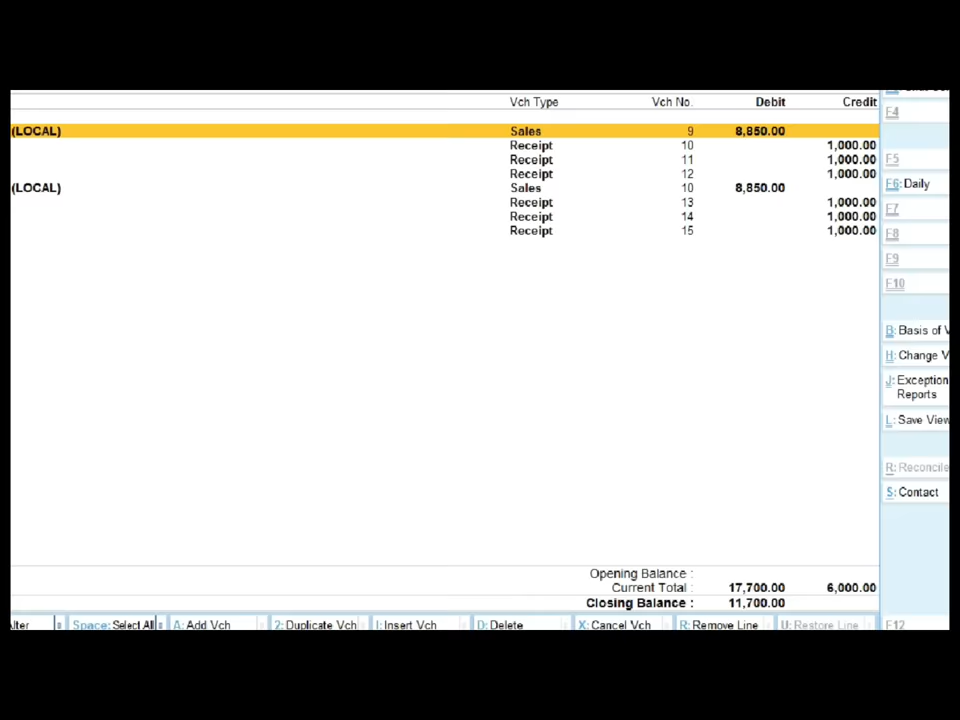 Vch Type Vch No. Debit Credit
(LOCAL) Sales 9 8,850.00
Receipt 10 1,000.00
Receipt 11 1,000.00
Receipt 12 1,000.00
(LOCAL) Sales 10 8,850.00
Receipt 13 1,000.00
Receipt 14 1,000.00
Receipt 15 1,000.00
Opening Balance :
Current Total : 17,700.00 6,000.00
Closing Balance : 11,700.00
Space: Select All A: Add Vch 2: Duplicate Vch I: Insert Vch D: Delete X: Cancel Vch R: Remove Line U: Restore Line F12
F4
F5
F6: Daily
F7
F8
F9
F10
B: Basis of V
H: Change V
J: Exception
Reports
L: Save View
R: Reconcile
S: Contact